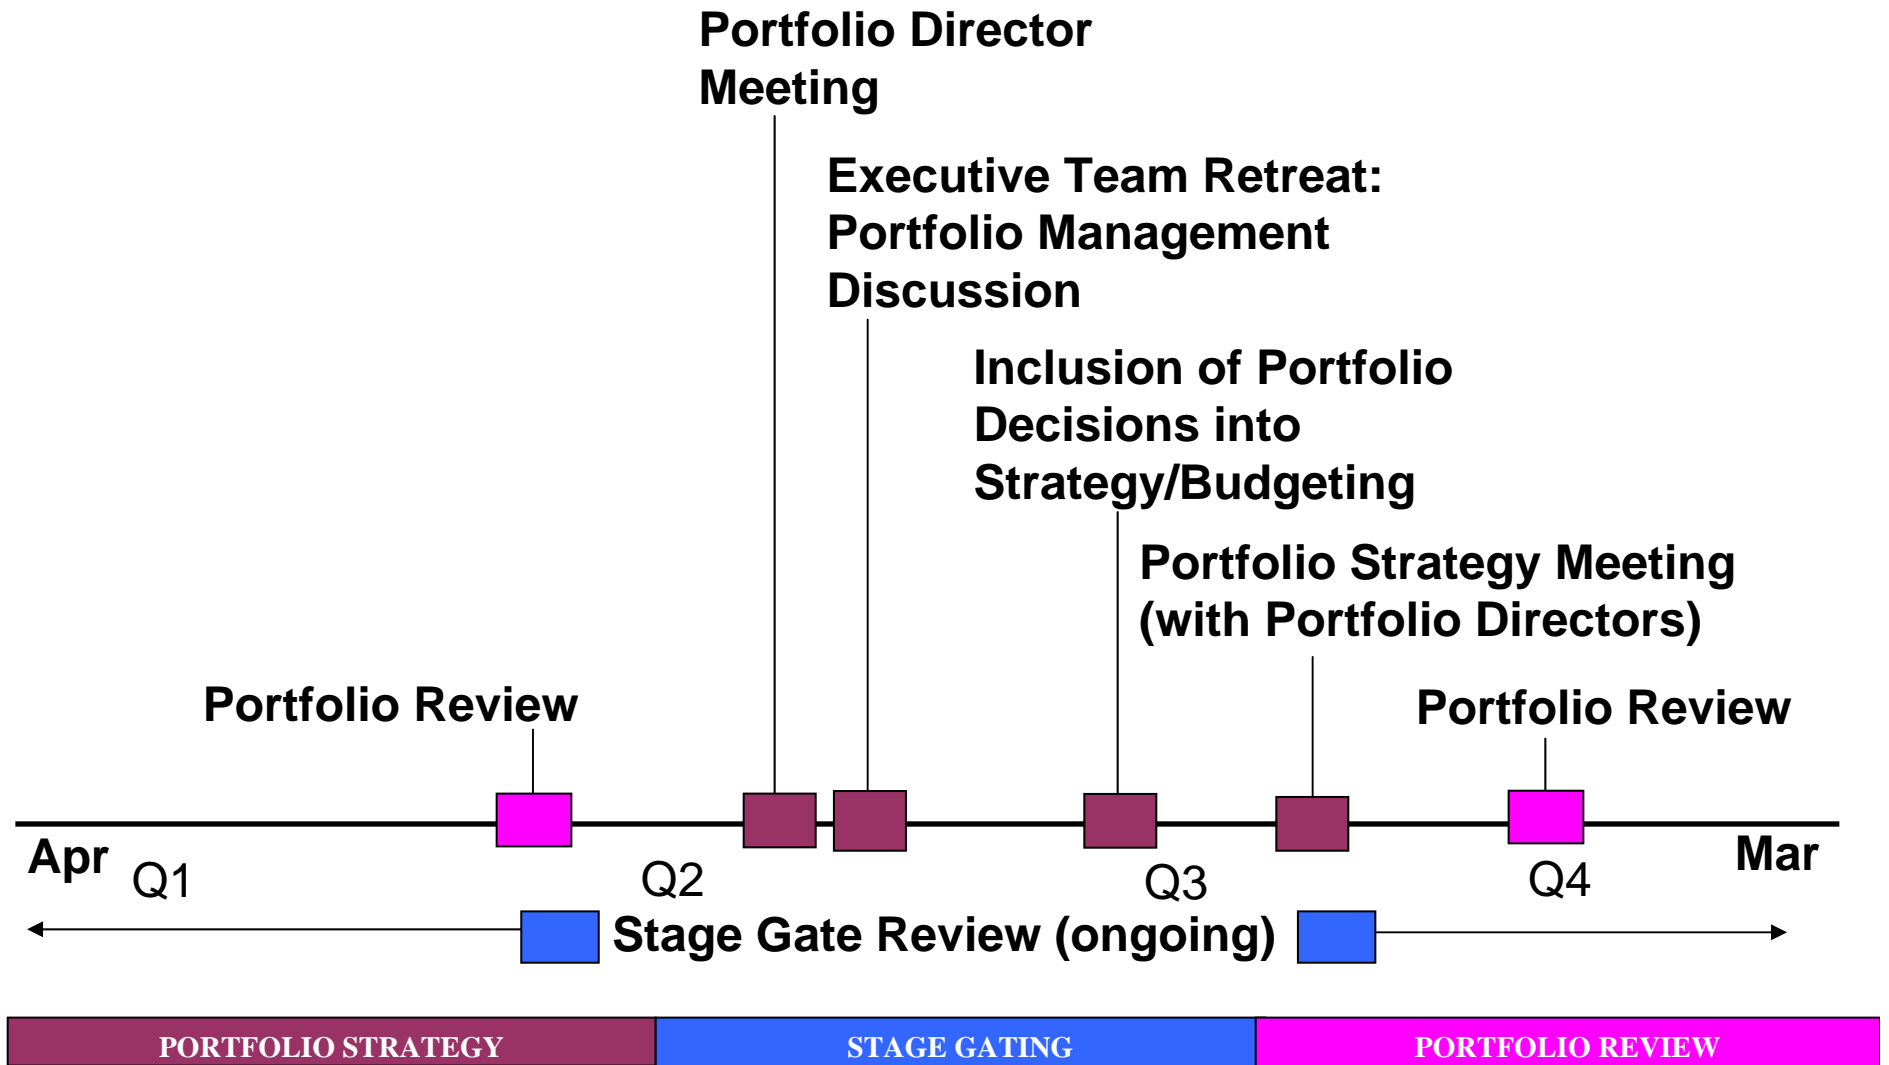 Portfolio Director
Meeting
Executive Team Retreat:
Portfolio Management
Discussion
Inclusion of Portfolio
Decisions into
Strategy/Budgeting
Portfolio Strategy Meeting
(with Portfolio Directors)
Portfolio Review
Portfolio Review
Apr
Mar
Q1
Q2
Q3
Q4
Stage Gate Review (ongoing)
PORTFOLIO STRATEGY
STAGE GATING
PORTFOLIO REVIEW